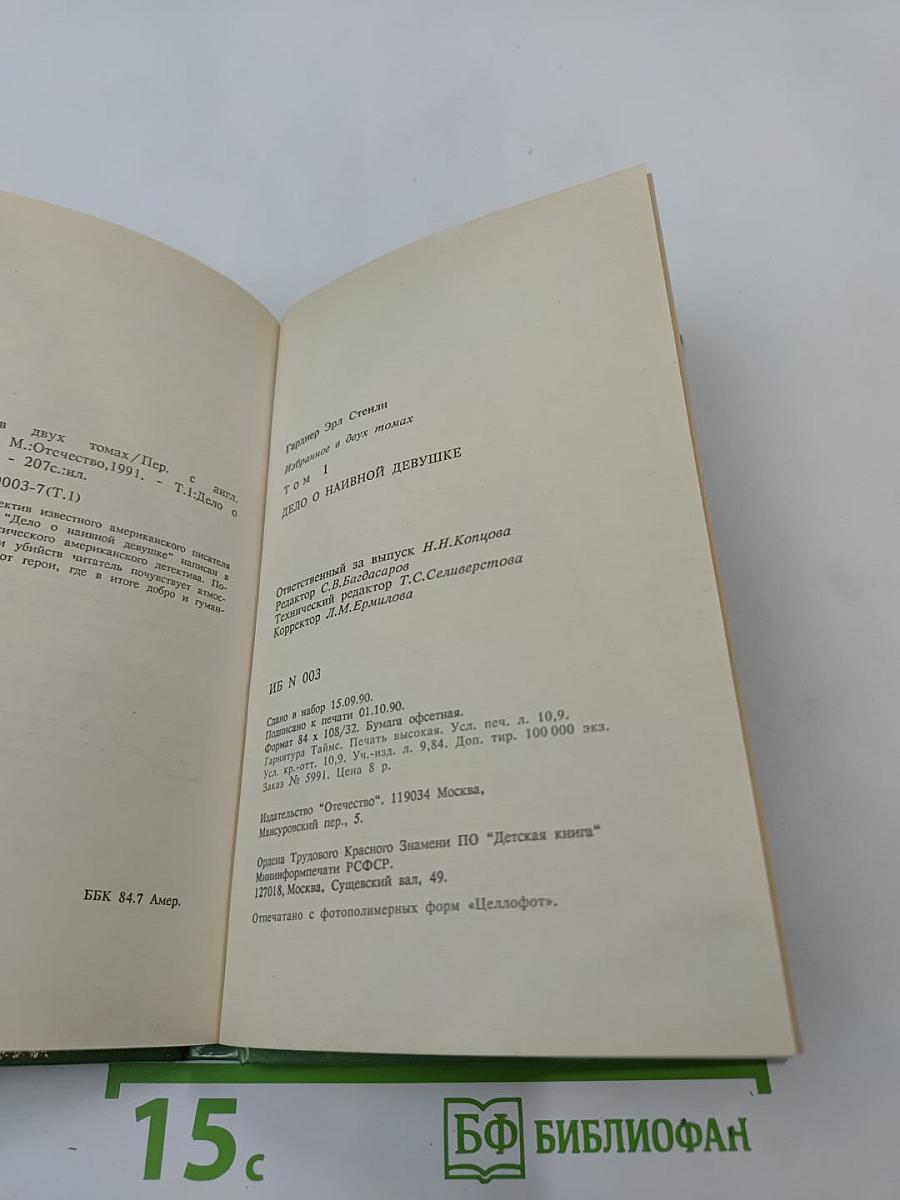 в двух томах/Пер. с англ.
М.:Отечество,1991. - Т.1:Дело о
- 207с.:ил.
0003-7(Т.1)
ектив известного американского писателя
"Дело о наивной девушке" написан в
сического американского детектива. По-
и убийств читатель почувствует атмос-
от герои, где в итоге добро и гуман-
ББК 84.7 Амер.
Гарднер Эрл Стенли
Избранное в двух томах
Том 1
ДЕЛО О НАИВНОЙ ДЕВУШКЕ
Ответственный за выпуск Н.Н.Копцова
Редактор С.В.Багдасаров
Технический редактор Т.С.Селиверстова
Корректор Л.М.Ермилова
ИБ N 003
Сдано в набор 15.09.90.
Подписано к печати 01.10.90.
Формат 84 x 108/32. Бумага офсетная.
Гарнитура Таймс. Печать высокая. Усл. печ. л. 10,9.
Усл. кр.-отт. 10,9. Уч.-изд. л. 9,84. Доп. тир. 100 000 экз.
Заказ № 5991. Цена 8 р.
Издательство "Отечество". 119034 Москва,
Мансуровский пер., 5.
Ордена Трудового Красного Знамени ПО "Детская книга"
Мининформпечати РСФСР.
127018, Москва, Сущевский вал, 49.
Отпечатано с фотополимерных форм «Целлофот».
15 с
БФ БИБЛИОФАН